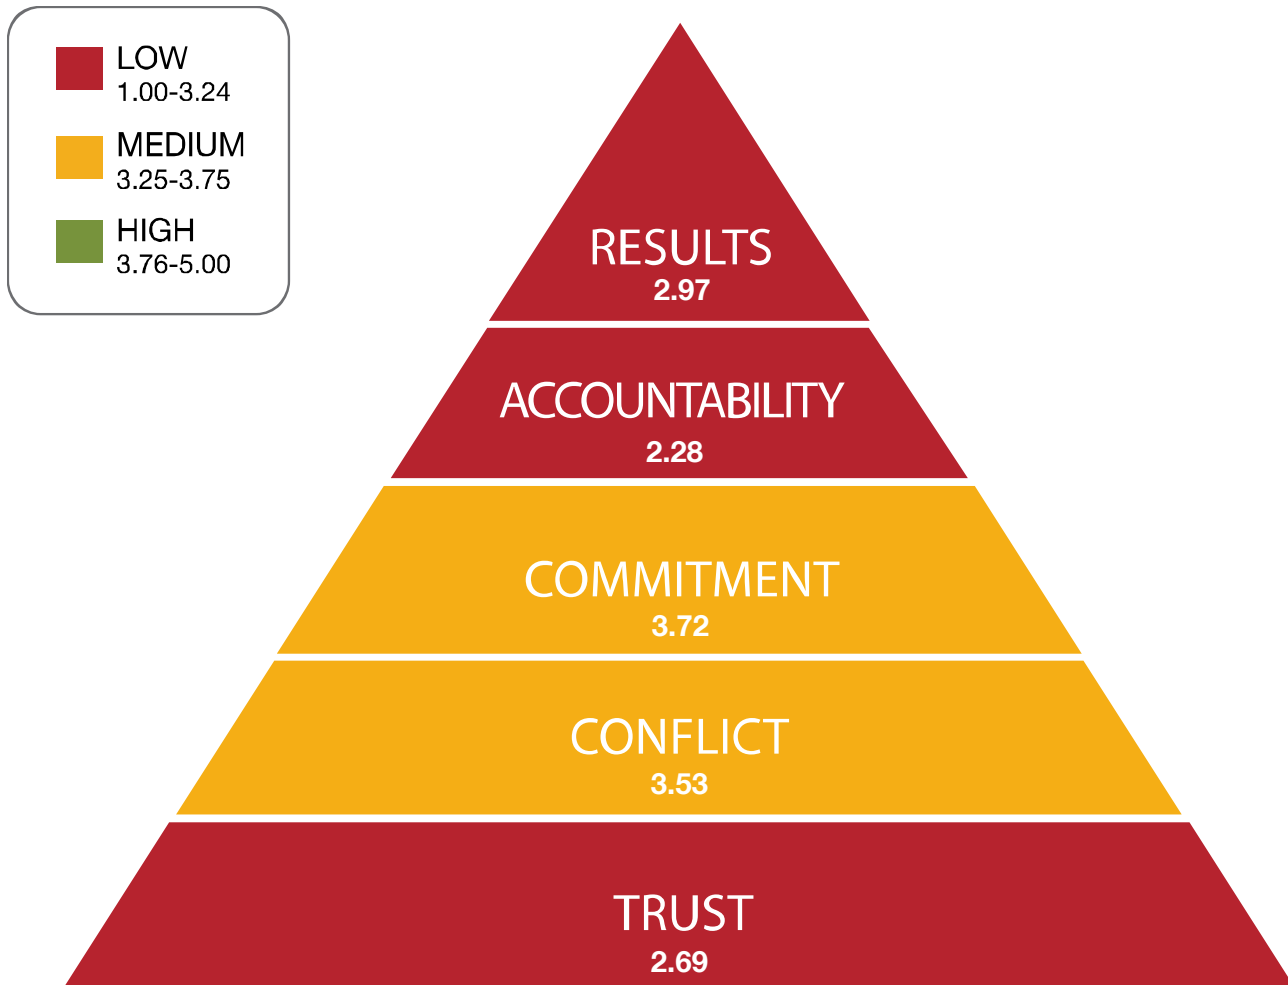 LOW
1.00-3.24
MEDIUM
3.25-3.75
HIGH
3.76-5.00
RESULTS
2.97
ACCOUNTABILITY
2.28
COMMITMENT
3.72
CONFLICT
3.53
TRUST
2.69